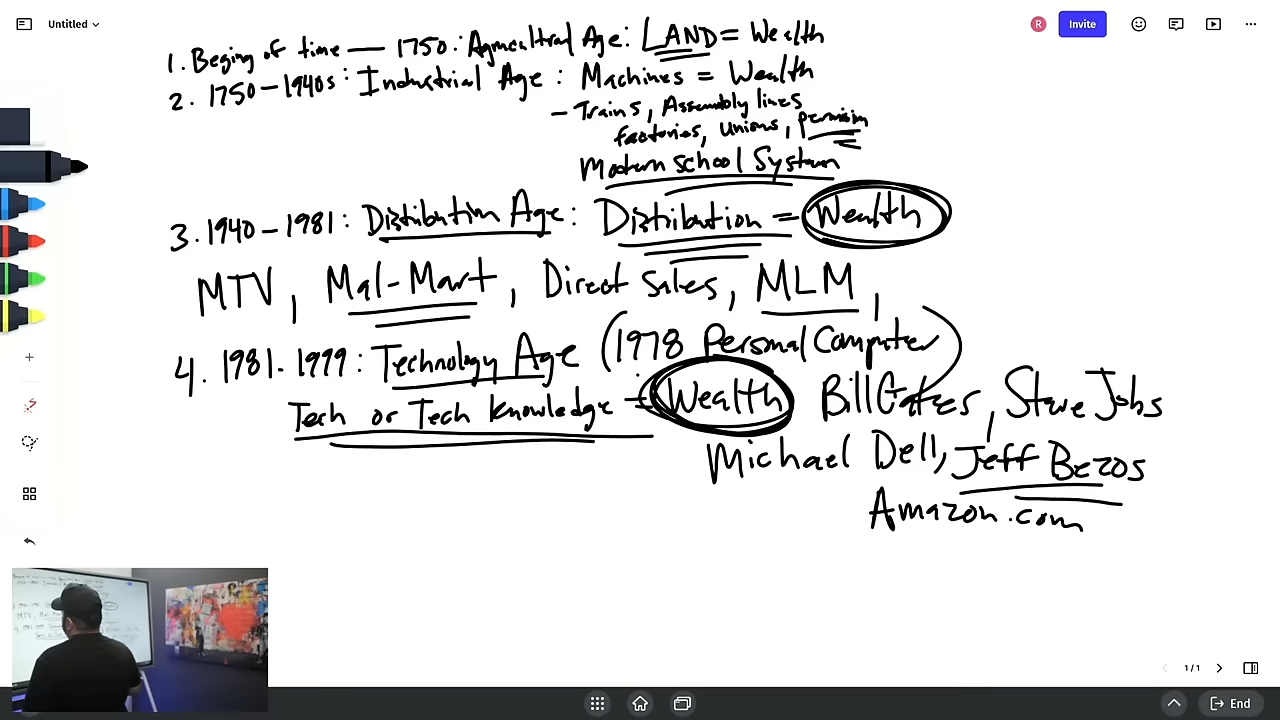 Untitled
R
Invite
1. Beging of time — 1750: Agricultral Age: LAND = Wealth
2. 1750-1940s: Industrial Age: Machines = Wealth
- Trains, Assembly lines
factories, unions, permission
Modern School System
3. 1940-1981: Distribution Age: Distribution = Wealth
MTV, Wal-Mart, Direct Sales, MLM,
4. 1981-1999: Technology Age (1978 Personal Computer)
Tech or Tech Knowledge = Wealth Bill Gates, Steve Jobs
Michael Dell, Jeff Bezos
Amazon.com
1/1
End